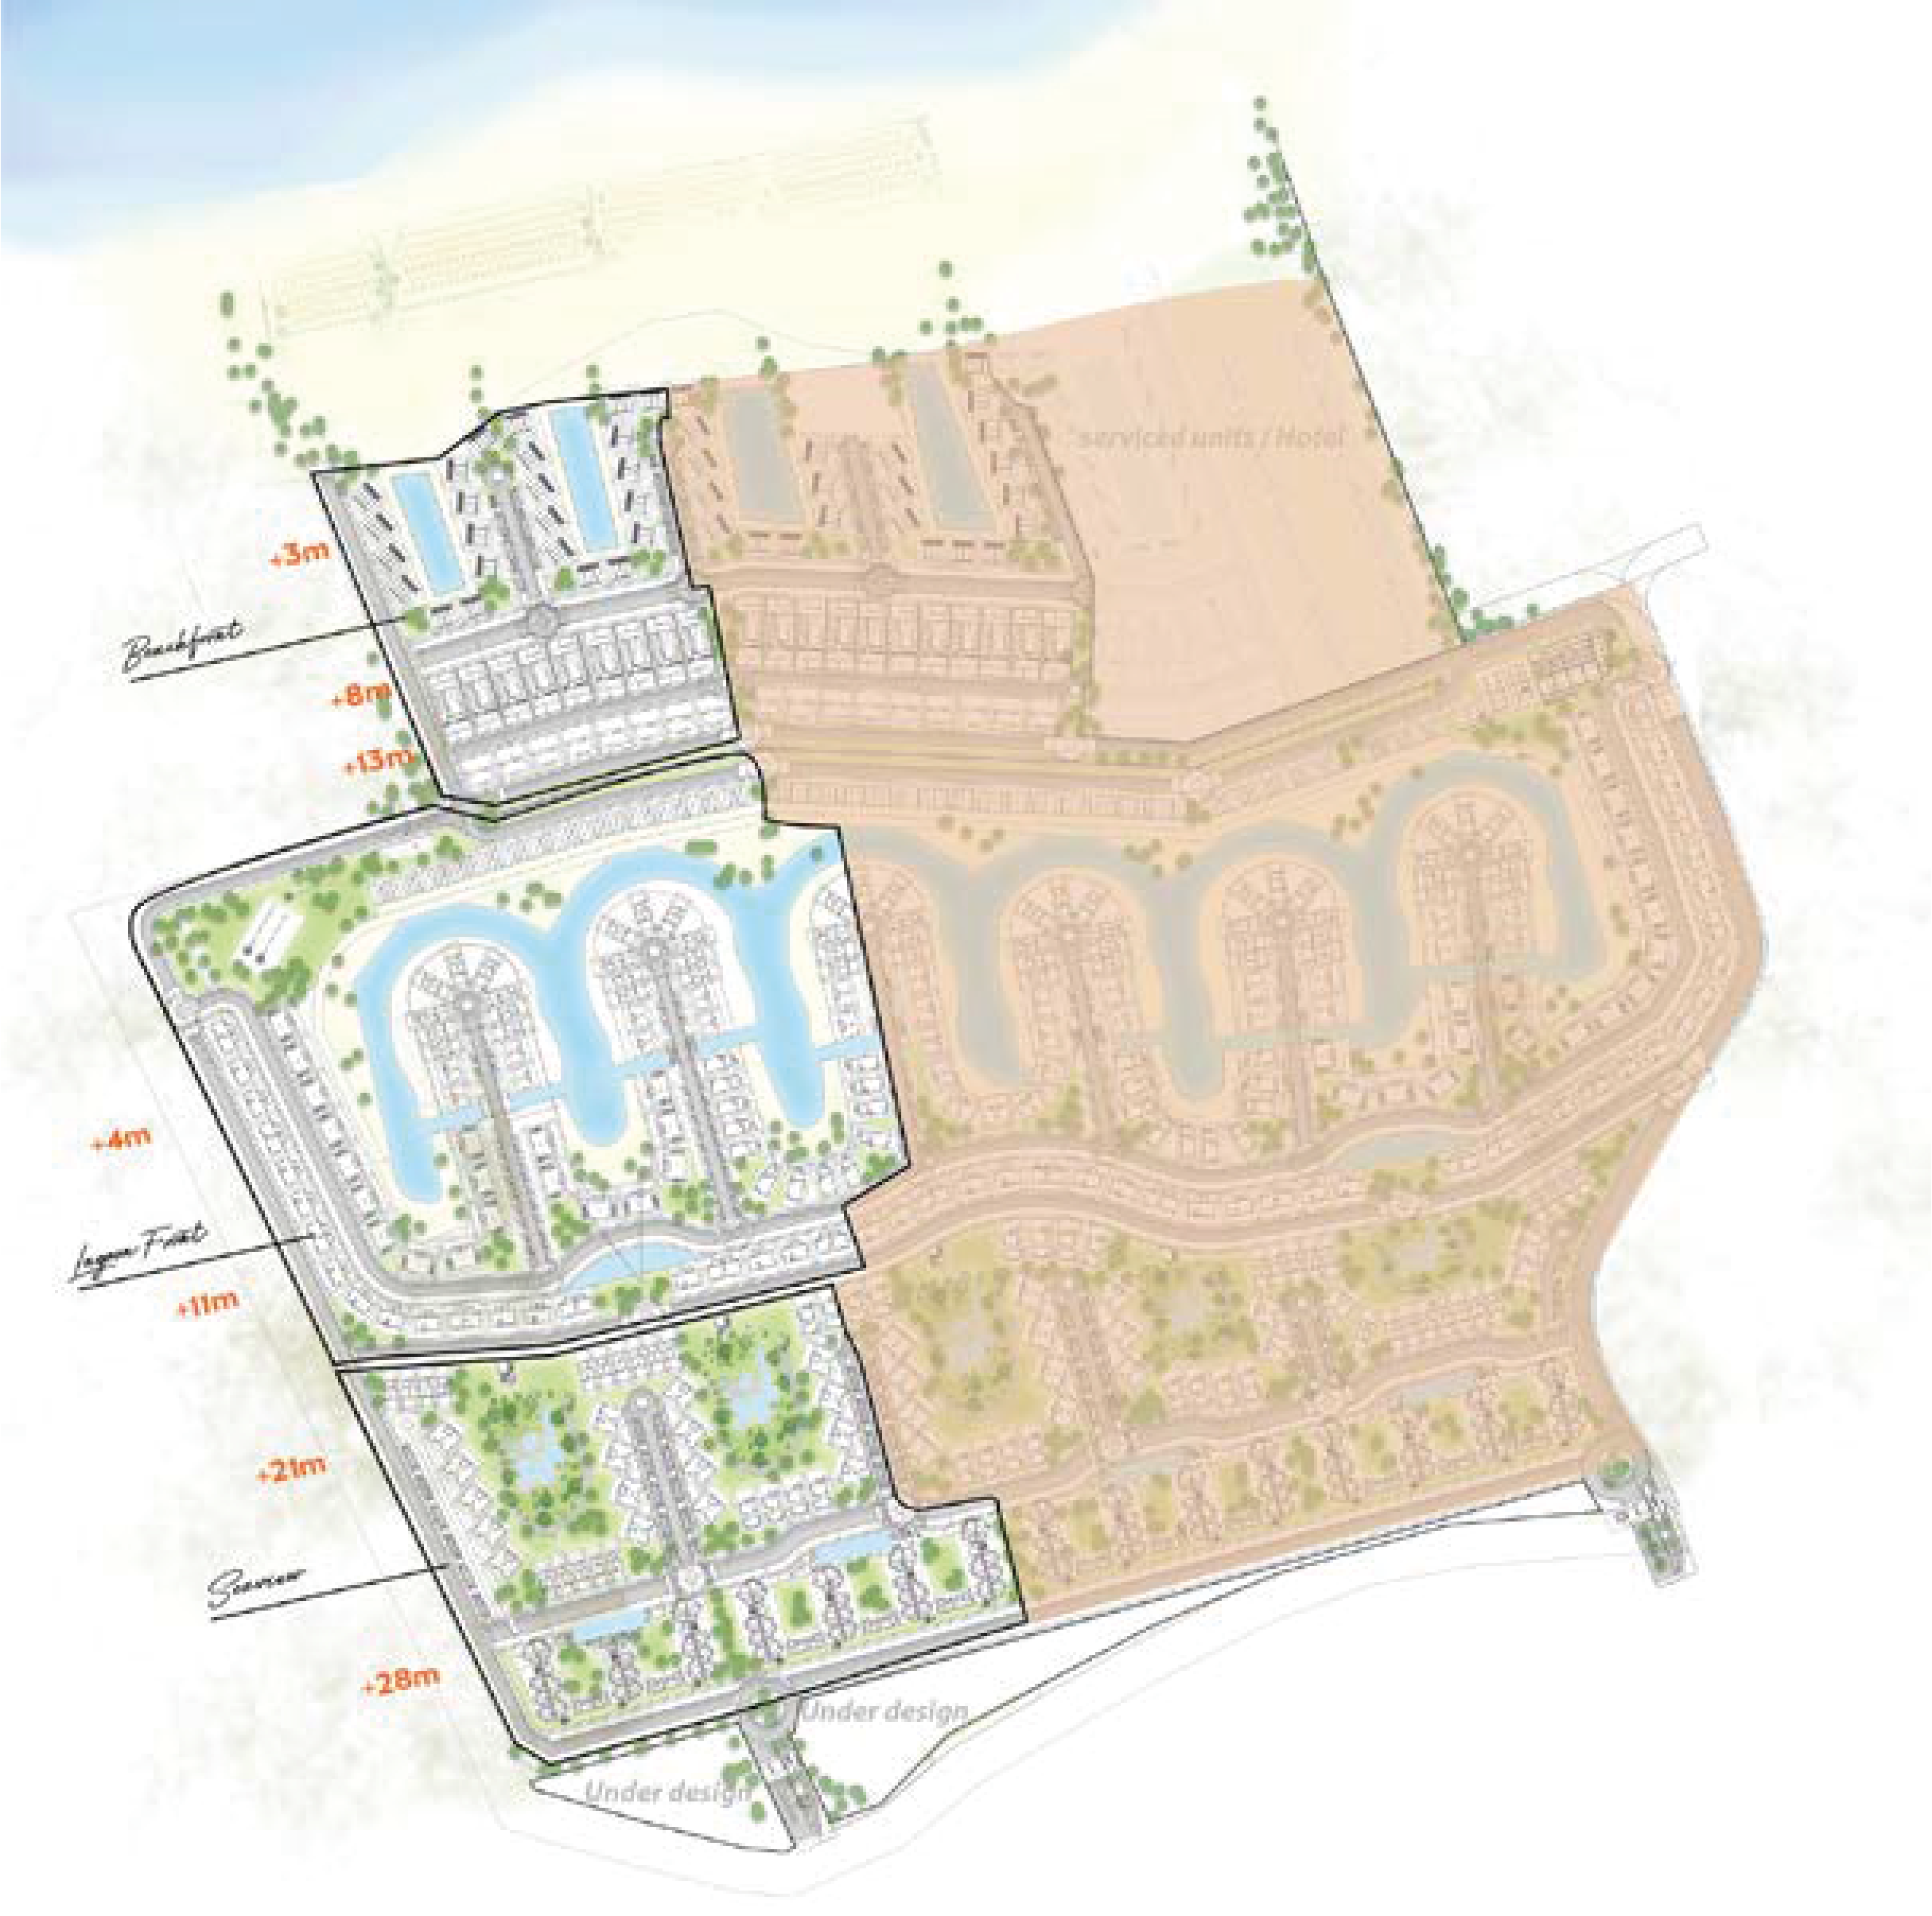 serviced units / Hotel
+3m
Beachfront
+8m
+13m
+4m
Lagoon Front
+11m
+21m
Seaview
+28m
Under design
Under design